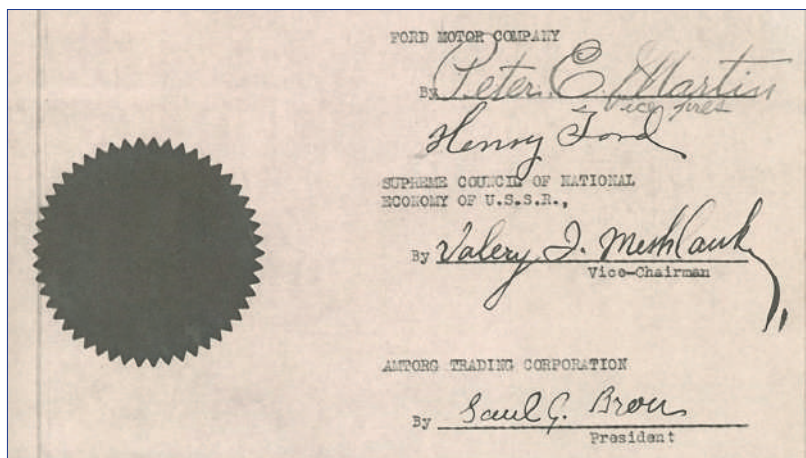 FORD MOTOR COMPANY
By Peter E. Martin
Vice Pres
Henry Ford
SUPREME COUNCIL OF NATIONAL
ECONOMY OF U.S.S.R.,
By Valery I. Meshlauk
Vice-Chairman
AMTORG TRADING CORPORATION
By Saul G. Bron
President